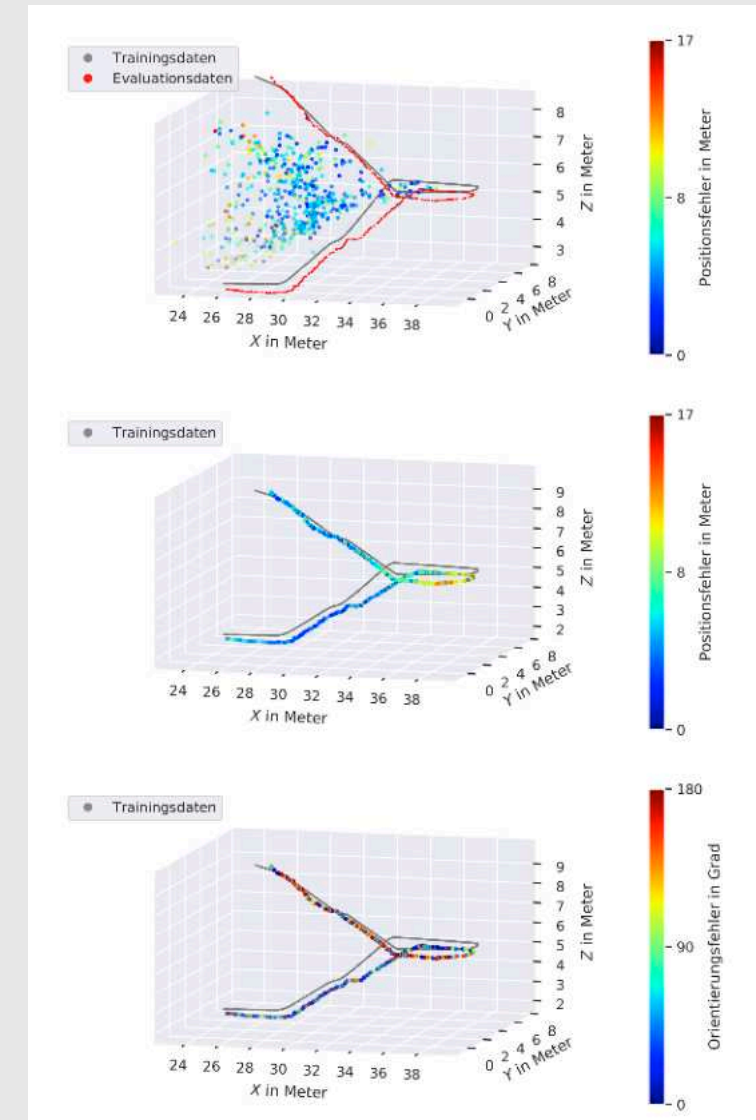 Trainingsdaten
Evaluationsdaten
17
8
0
Positionsfehler in Meter
8
7
6
5
4
3
Z in Meter
24 26 28 30 32 34 36 38
X in Meter
0 2 4 6 8
Y in Meter
Trainingsdaten
17
8
0
Positionsfehler in Meter
9
8
7
6
5
4
3
2
Z in Meter
24 26 28 30 32 34 36 38
X in Meter
0 2 4 6 8
Y in Meter
Trainingsdaten
180
90
0
Orientierungsfehler in Grad
9
8
7
6
5
4
3
2
Z in Meter
24 26 28 30 32 34 36 38
X in Meter
0 2 4 6 8
Y in Meter